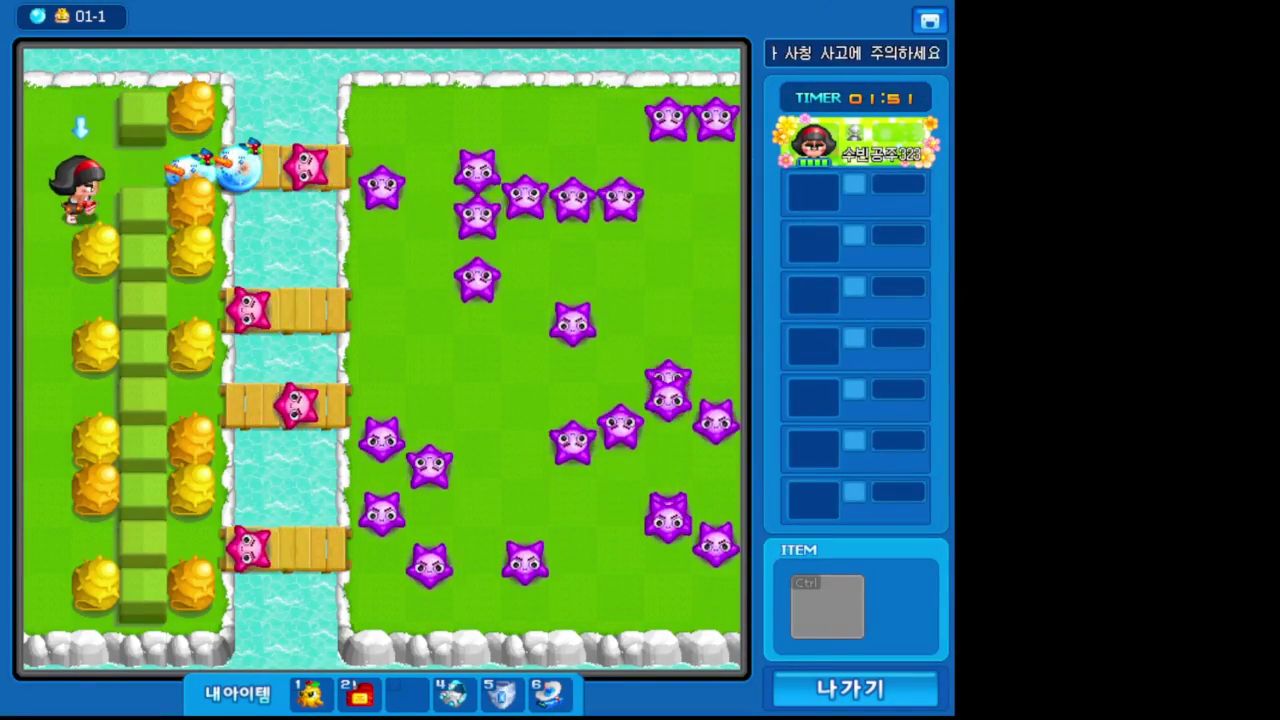 01-1
ㅏ 사칭 사고에 주의하세요
TIMER 01:51
수빈공주323
ITEM
Ctrl
내 아이템
1
2
4
5
6
나가기